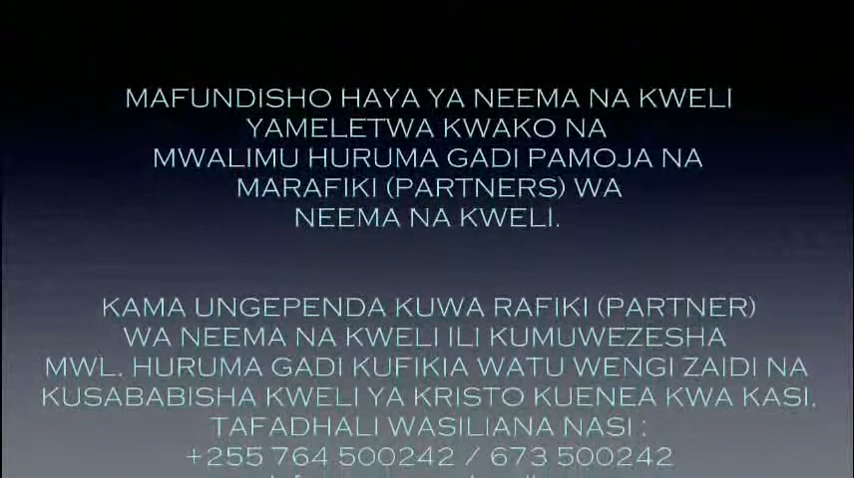 MAFUNDISHO HAYA YA NEEMA NA KWELI
YAMELETWA KWAKO NA
MWALIMU HURUMA GADI PAMOJA NA
MARAFIKI (PARTNERS) WA
NEEMA NA KWELI.
KAMA UNGEPENDA KUWA RAFIKI (PARTNER)
WA NEEMA NA KWELI ILI KUMUWEZESHA
MWL. HURUMA GADI KUFIKIA WATU WENGI ZAIDI NA
KUSABABISHA KWELI YA KRISTO KUENEA KWA KASI.
TAFADHALI WASILIANA NASI :
+255 764 500242 / 673 500242